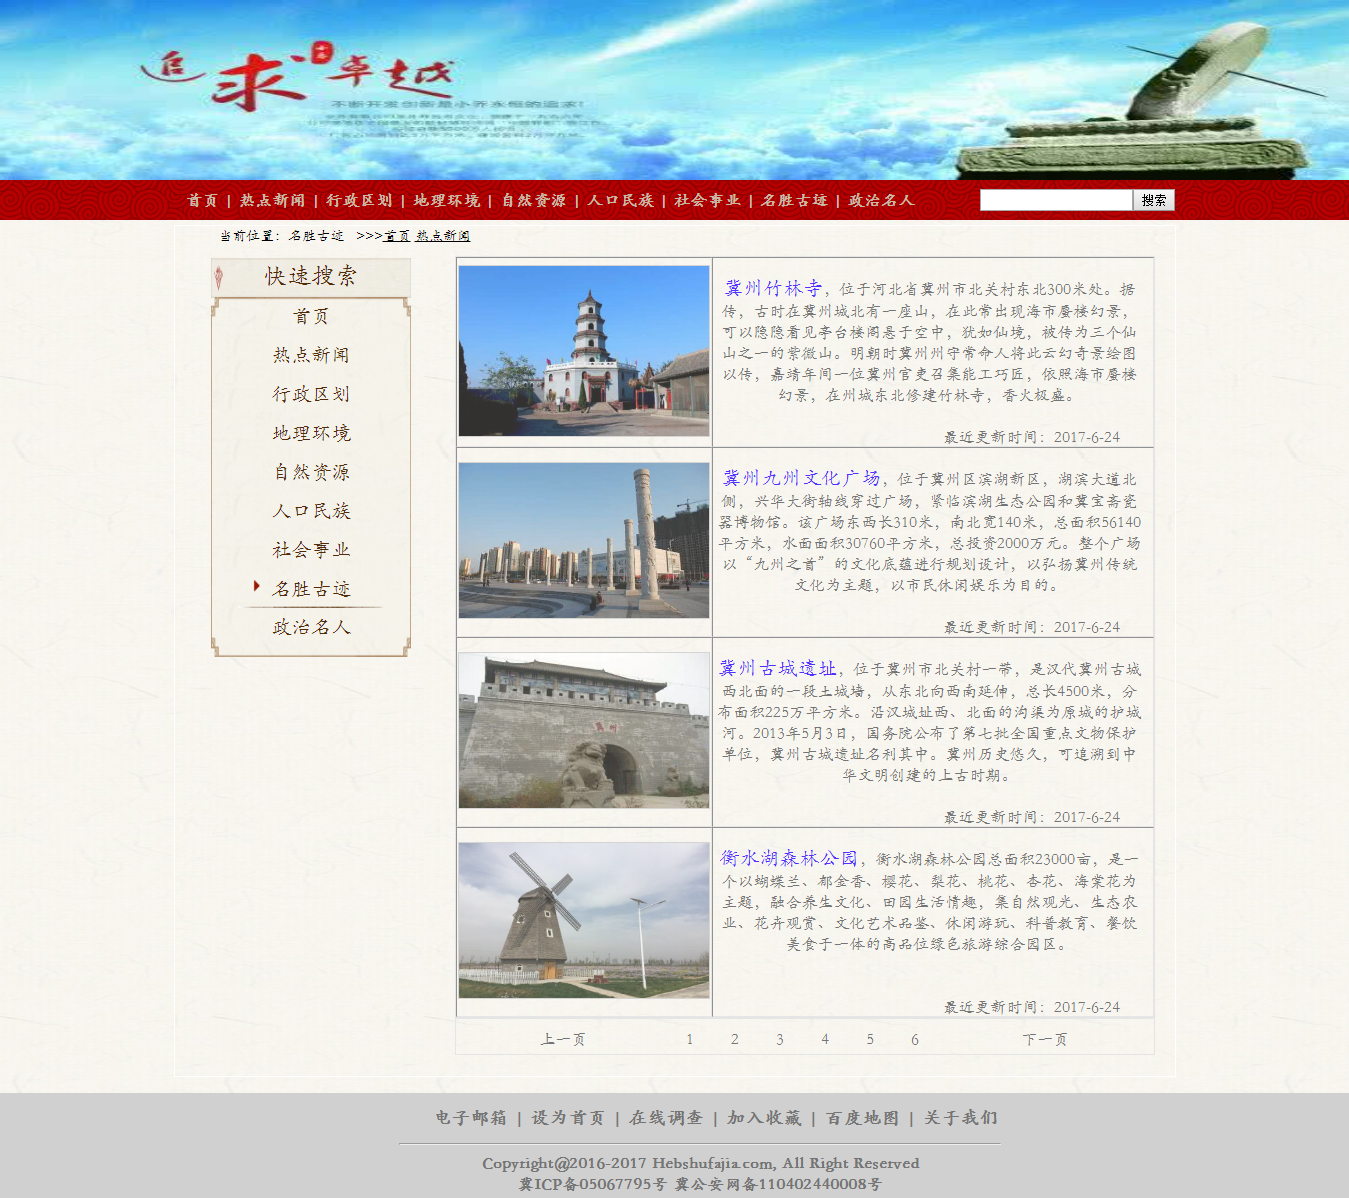 追求卓越
不断开发创新是小乔永恒的追求!
首页 | 热点新闻 | 行政区划 | 地理环境 | 自然资源 | 人口民族 | 社会事业 | 名胜古迹 | 政治名人
搜索
当前位置：名胜古迹 >>>首页 热点新闻
快速搜索
首页
热点新闻
行政区划
地理环境
自然资源
人口民族
社会事业
名胜古迹
政治名人
冀州竹林寺，位于河北省冀州市北关村东北300米处。据
传，古时在冀州城北有一座山，在此常出现海市蜃楼幻景，
可以隐隐看见亭台楼阁悬于空中，犹如仙境，被传为三个仙
山之一的紫微山。明朝时冀州州守常命人将此云幻奇景绘图
以传，嘉靖年间一位冀州官吏召集能工巧匠，依照海市蜃楼
幻景，在州城东北修建竹林寺，香火极盛。
最近更新时间：2017-6-24
冀州九州文化广场，位于冀州区滨湖新区，湖滨大道北
侧，兴华大街轴线穿过广场，紧临滨湖生态公园和冀宝斋瓷
器博物馆。该广场东西长310米，南北宽140米，总面积56140
平方米，水面面积30760平方米，总投资2000万元。整个广场
以“九州之首”的文化底蕴进行规划设计，以弘扬冀州传统
文化为主题，以市民休闲娱乐为目的。
最近更新时间：2017-6-24
冀州古城遗址，位于冀州市北关村一带，是汉代冀州古城
西北面的一段土城墙，从东北向西南延伸，总长4500米，分
布面积225万平方米。沿汉城址西、北面的沟渠为原城的护城
河。2013年5月3日，国务院公布了第七批全国重点文物保护
单位，冀州古城遗址名利其中。冀州历史悠久，可追溯到中
华文明创建的上古时期。
最近更新时间：2017-6-24
衡水湖森林公园，衡水湖森林公园总面积23000亩，是一
个以蝴蝶兰、郁金香、樱花、梨花、桃花、杏花、海棠花为
主题，融合养生文化、田园生活情趣，集自然观光、生态农
业、花卉观赏、文化艺术品鉴、休闲游玩、科普教育、餐饮
美食于一体的高品位绿色旅游综合园区。
最近更新时间：2017-6-24
上一页 1 2 3 4 5 6 下一页
电子邮箱 | 设为首页 | 在线调查 | 加入收藏 | 百度地图 | 关于我们
Copyright@2016-2017 Hebshufajia.com, All Right Reserved
冀ICP备05067795号 冀公安网备110402440008号